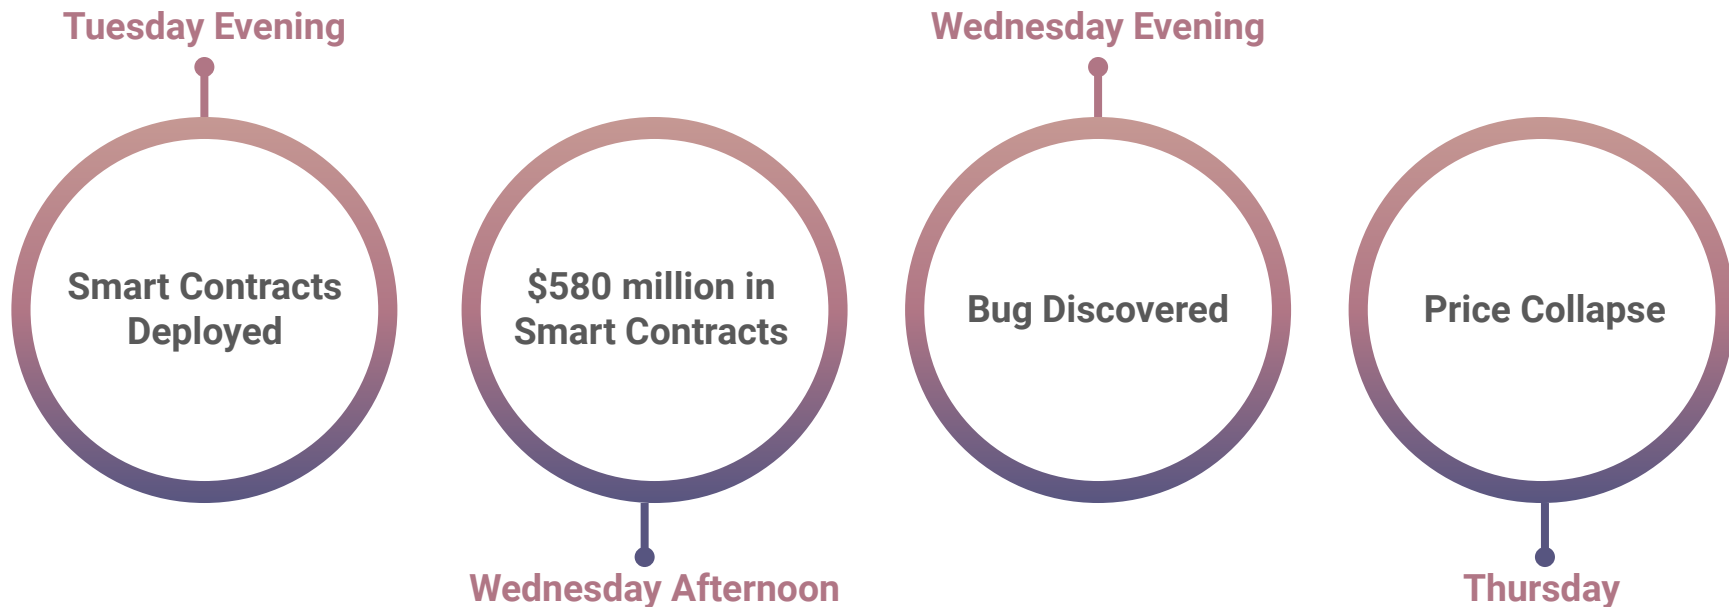 Tuesday Evening
Smart Contracts
Deployed
$580 million in
Smart Contracts
Wednesday Afternoon
Wednesday Evening
Bug Discovered
Price Collapse
Thursday